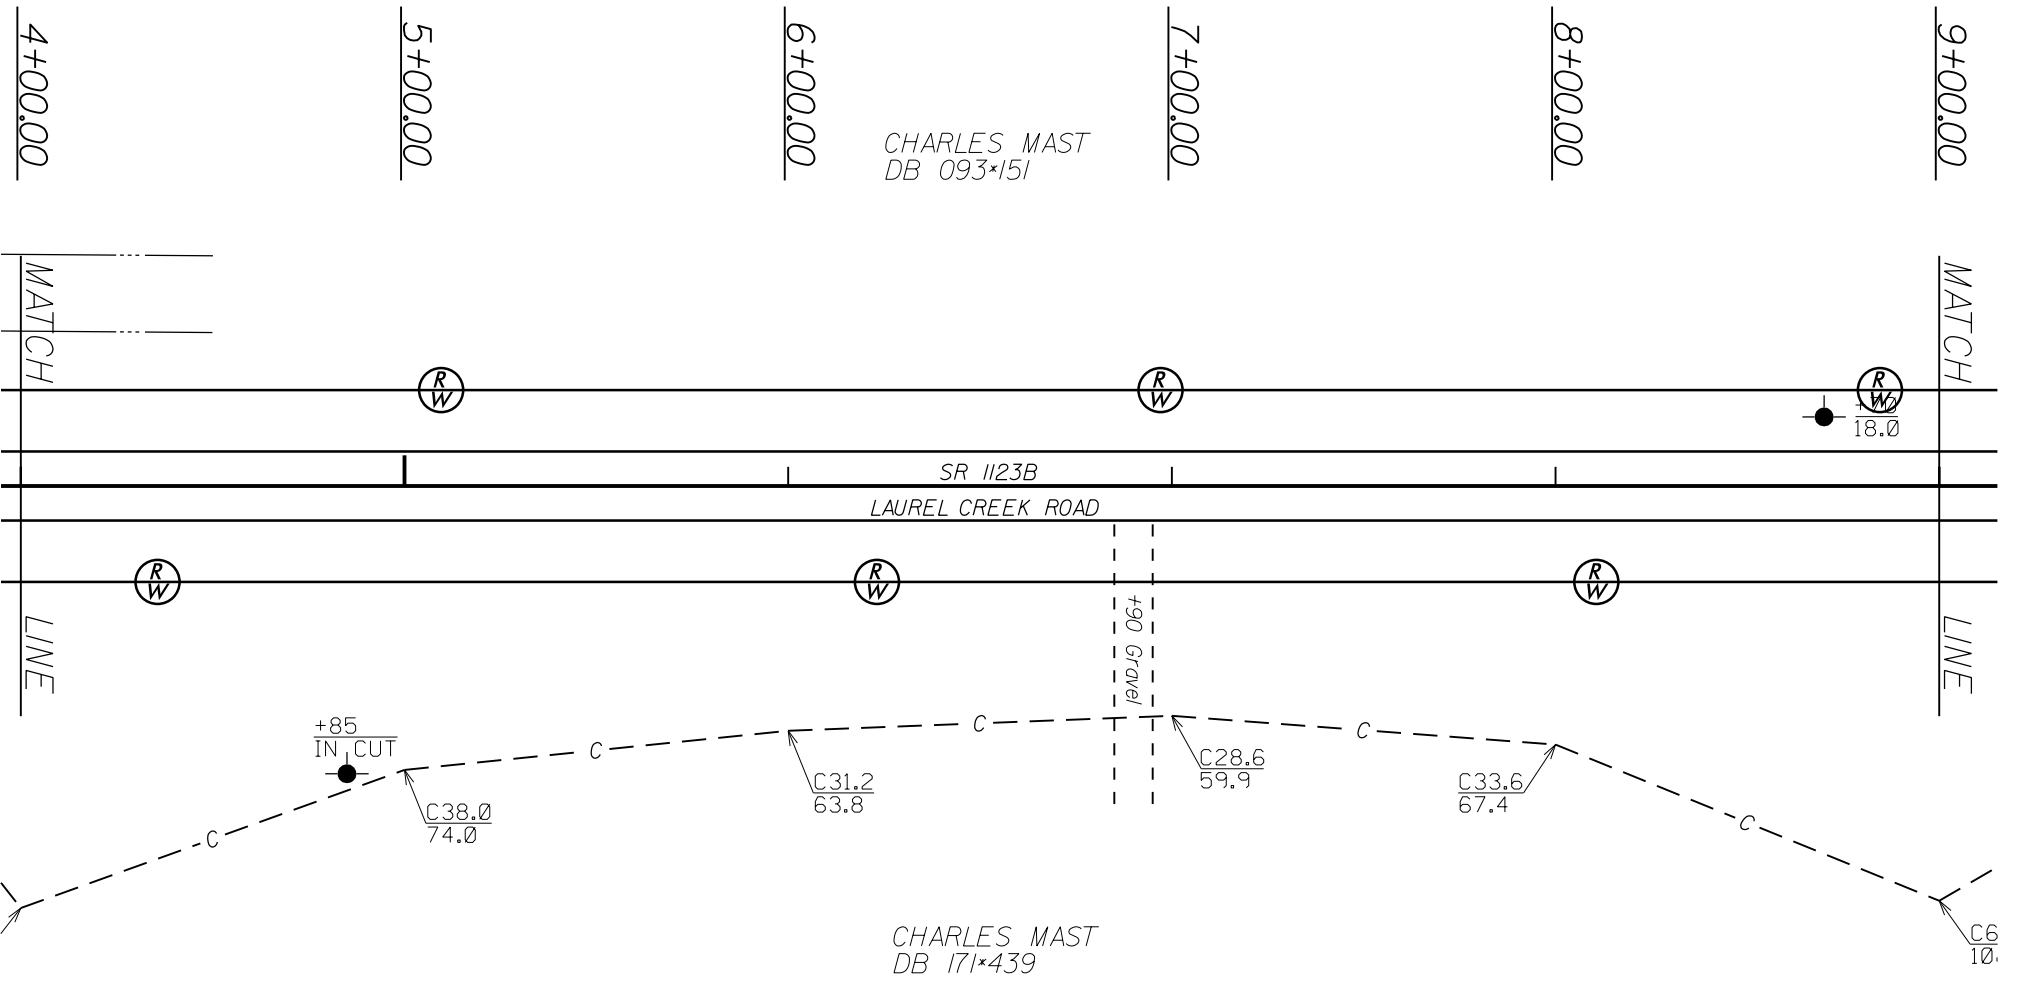 4+00.00
5+00.00
6+00.00
7+00.00
8+00.00
9+00.00
CHARLES MAST
DB 093*151
MATCH
MATCH
R
W
R
W
R
W
+70
18.0
SR 1123B
LAUREL CREEK ROAD
R
W
R
W
R
W
LINE
+90 Gravel
LINE
+85
IN CUT
C
C
C
C
C
C38.0
74.0
C31.2
63.8
C28.6
59.9
C33.6
67.4
C6
10.
CHARLES MAST
DB 171*439